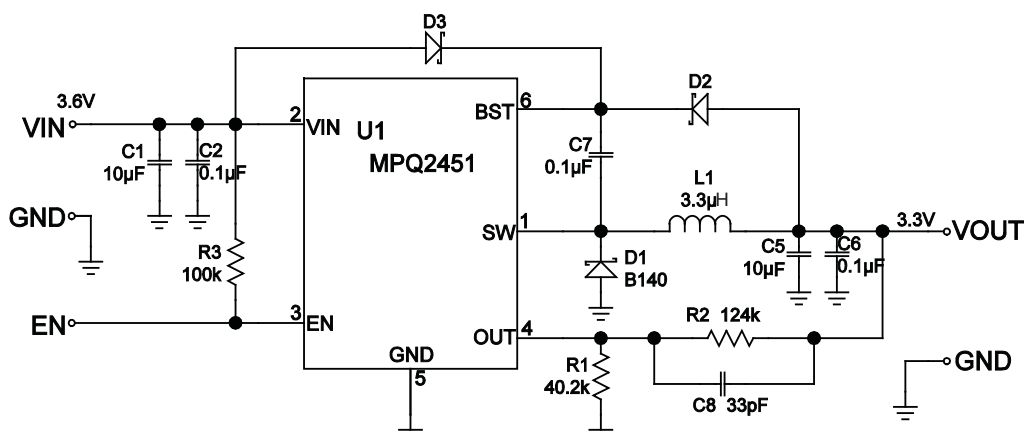 D3
D2
3.6V
VIN
2
VIN
U1
MPQ2451
BST
6
C1
10µF
C2
0.1µF
C7
0.1µF
L1
3.3µH
GND
SW
1
3.3V
VOUT
R3
100k
D1
B140
C5
10µF
C6
0.1µF
EN
3
EN
OUT
4
R2 124k
GND
5
R1
40.2k
C8 33pF
GND